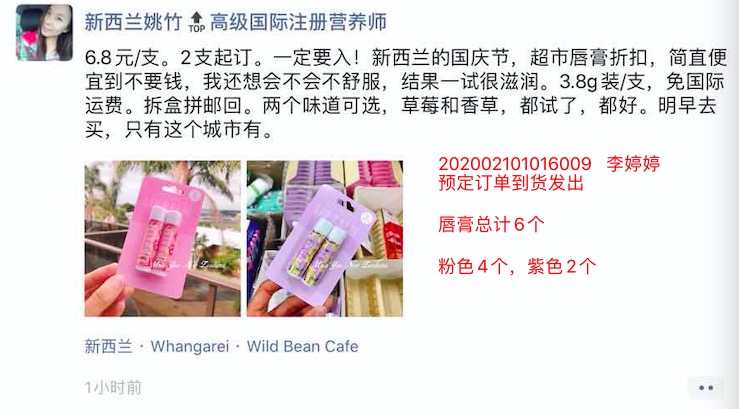 新西兰姚竹 TOP 高级国际注册营养师
6.8元/支。2支起订。一定要入！新西兰的国庆节，超市唇膏折扣，简直便
宜到不要钱，我还想会不会不舒服，结果一试很滋润。3.8g装/支，免国际
运费。拆盒拼邮回。两个味道可选，草莓和香草，都试了，都好。明早去
买，只有这个城市有。
202002101016009 李婷婷
预定订单到货发出
唇膏总计6个
粉色4个，紫色2个
新西兰 · Whangarei · Wild Bean Cafe
1小时前